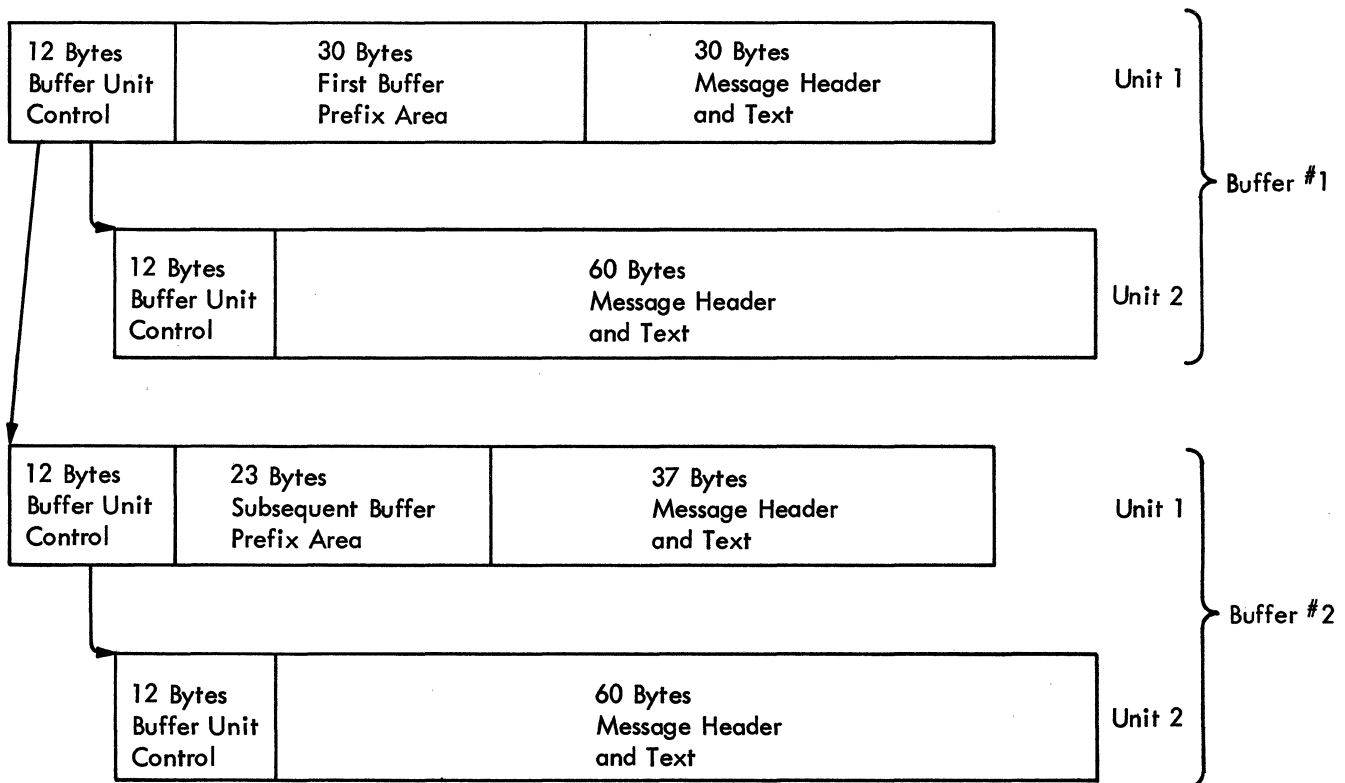 12 Bytes
Buffer Unit
Control
30 Bytes
First Buffer
Prefix Area
30 Bytes
Message Header
and Text
Unit 1
Buffer #1
12 Bytes
Buffer Unit
Control
60 Bytes
Message Header
and Text
Unit 2
12 Bytes
Buffer Unit
Control
23 Bytes
Subsequent Buffer
Prefix Area
37 Bytes
Message Header
and Text
Unit 1
Buffer #2
12 Bytes
Buffer Unit
Control
60 Bytes
Message Header
and Text
Unit 2